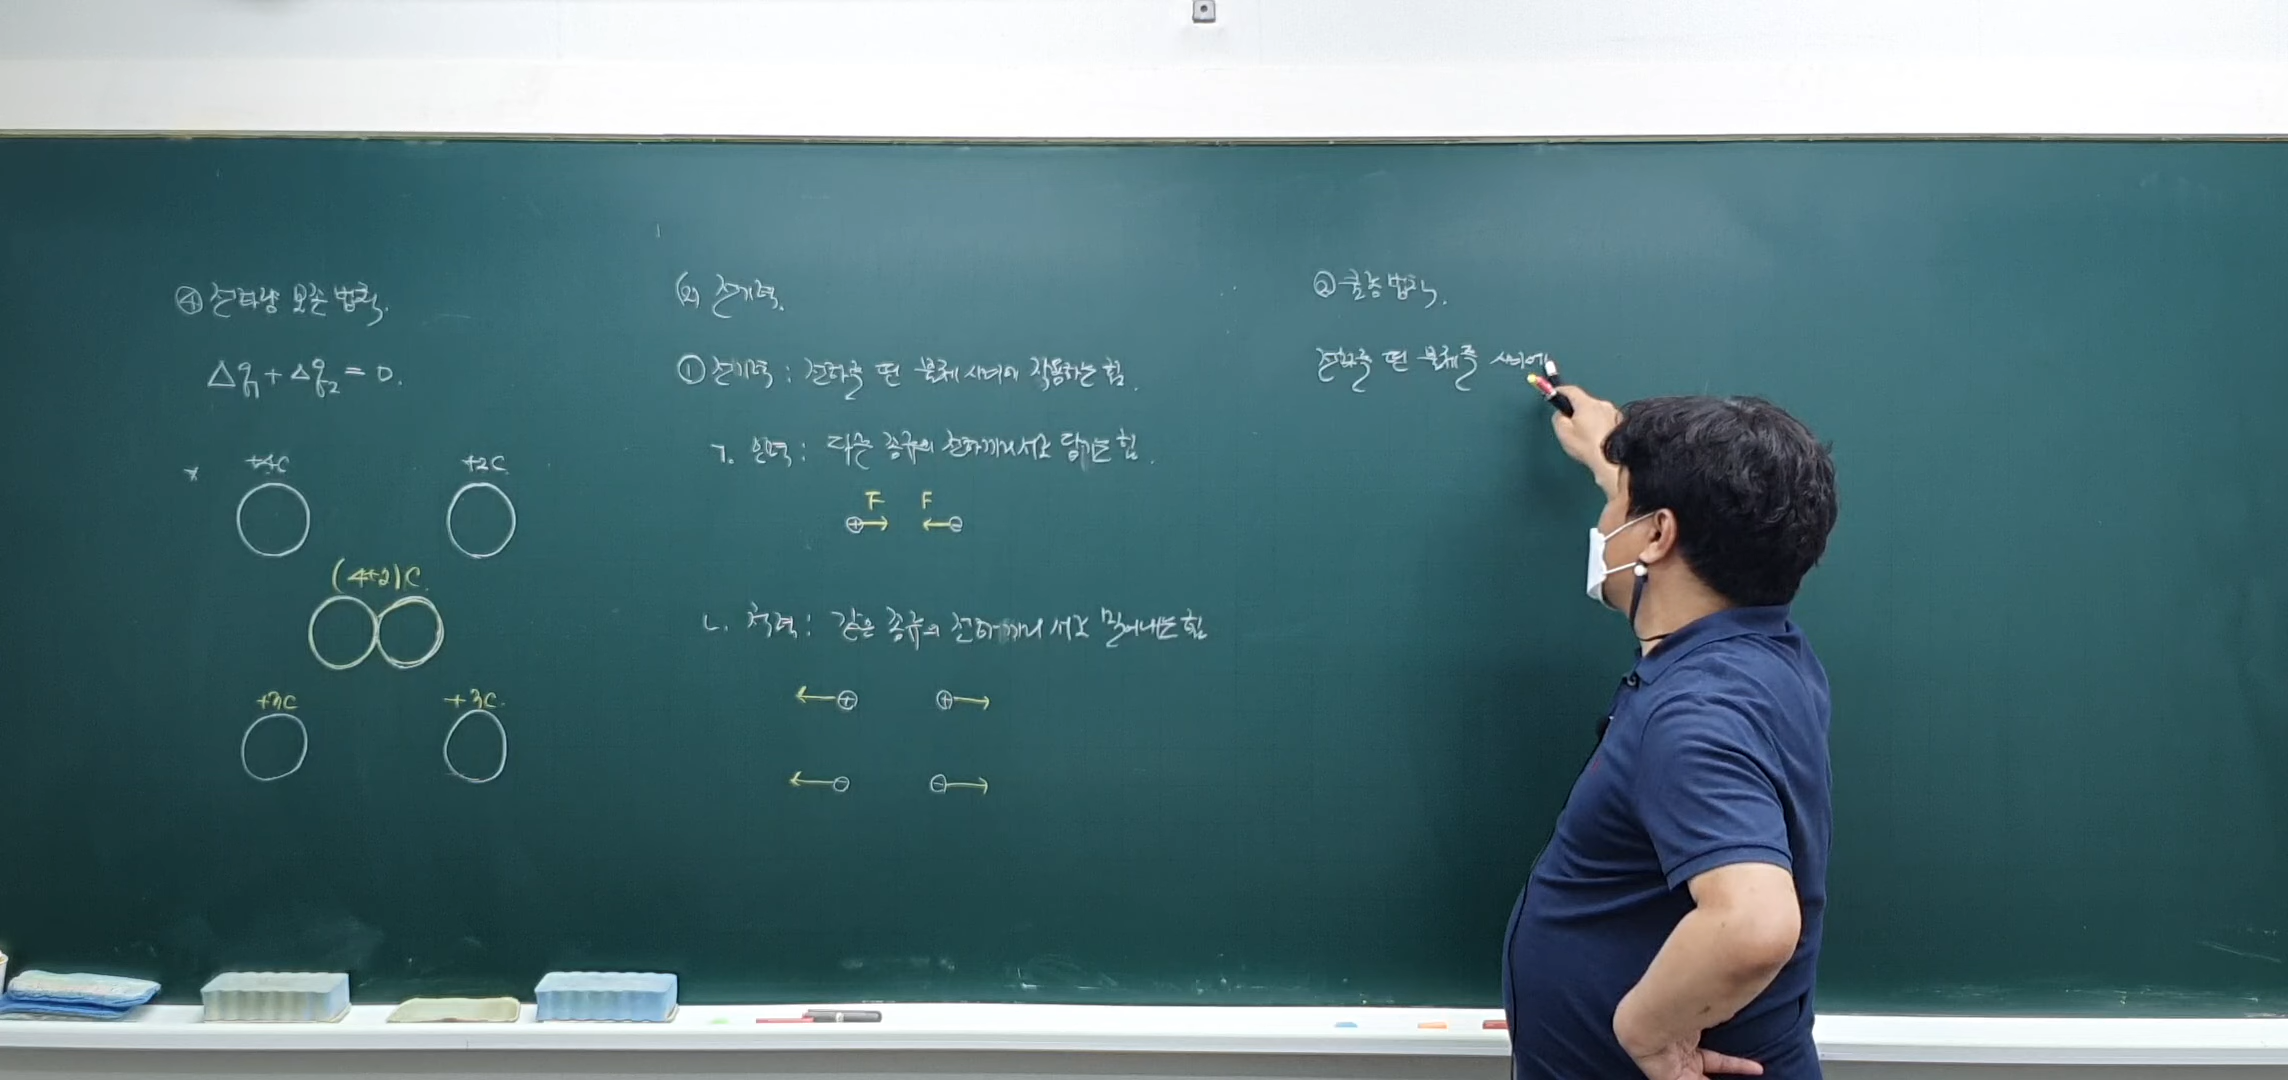 ④ 전하량 보존 법칙.
△q₁ + △q₂ = 0.
* +4C +2C
(4+2)C.
+3C +3C.
(2) 전기력.
① 전기력 : 전하를 띤 물체 사이에 작용하는 힘.
ㄱ. 인력 : 다른 종류의 전하끼리 서로 당기는 힘.
F F
⊕ ⊖
ㄴ. 척력 : 같은 종류의 전하끼리 서로 밀어내는 힘
⊕ ⊕
⊖ ⊖
② 쿨롱 법칙.
전하를 띤 물체들 사이에